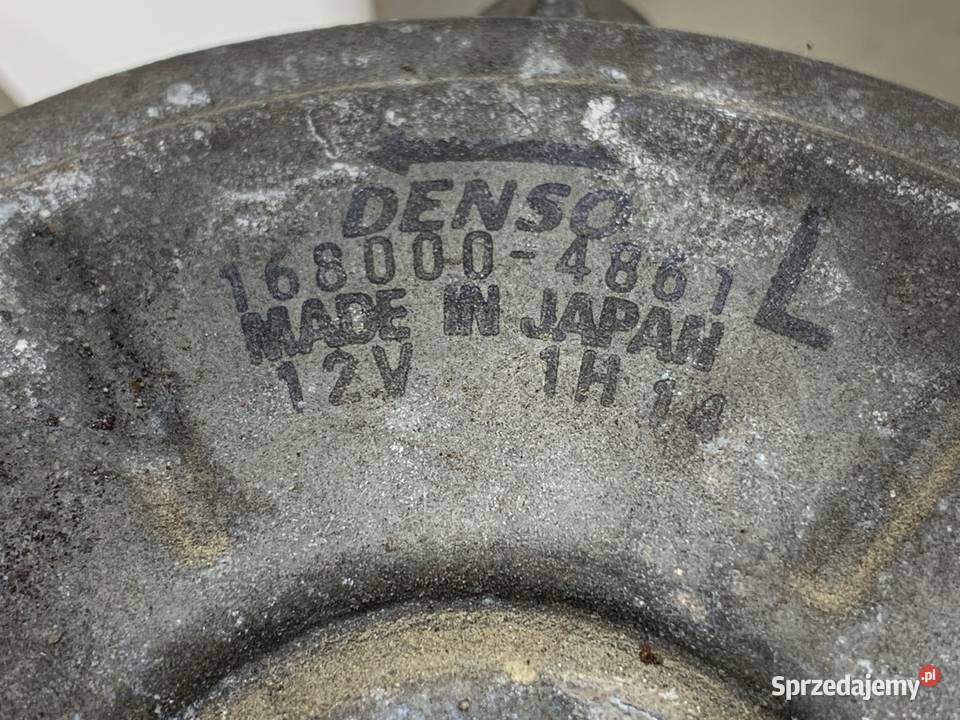 DENSO
168000-4861 L
MADE IN JAPAN
12V 1H
Sprzedajemy.pl